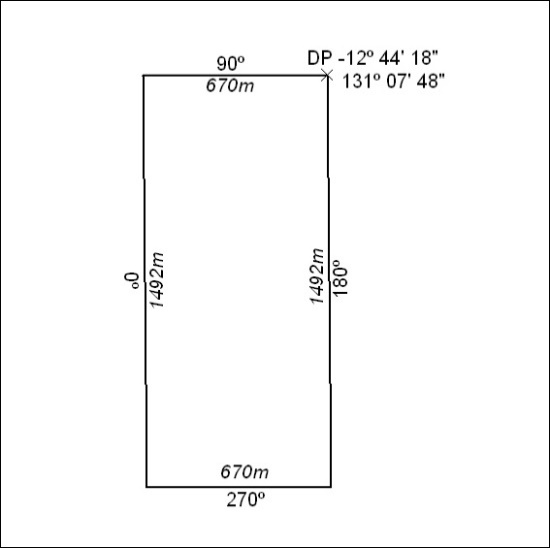 90º
670m
DP -12º 44' 18"
131º 07' 48"
0º
1492m
1492m
180º
670m
270º